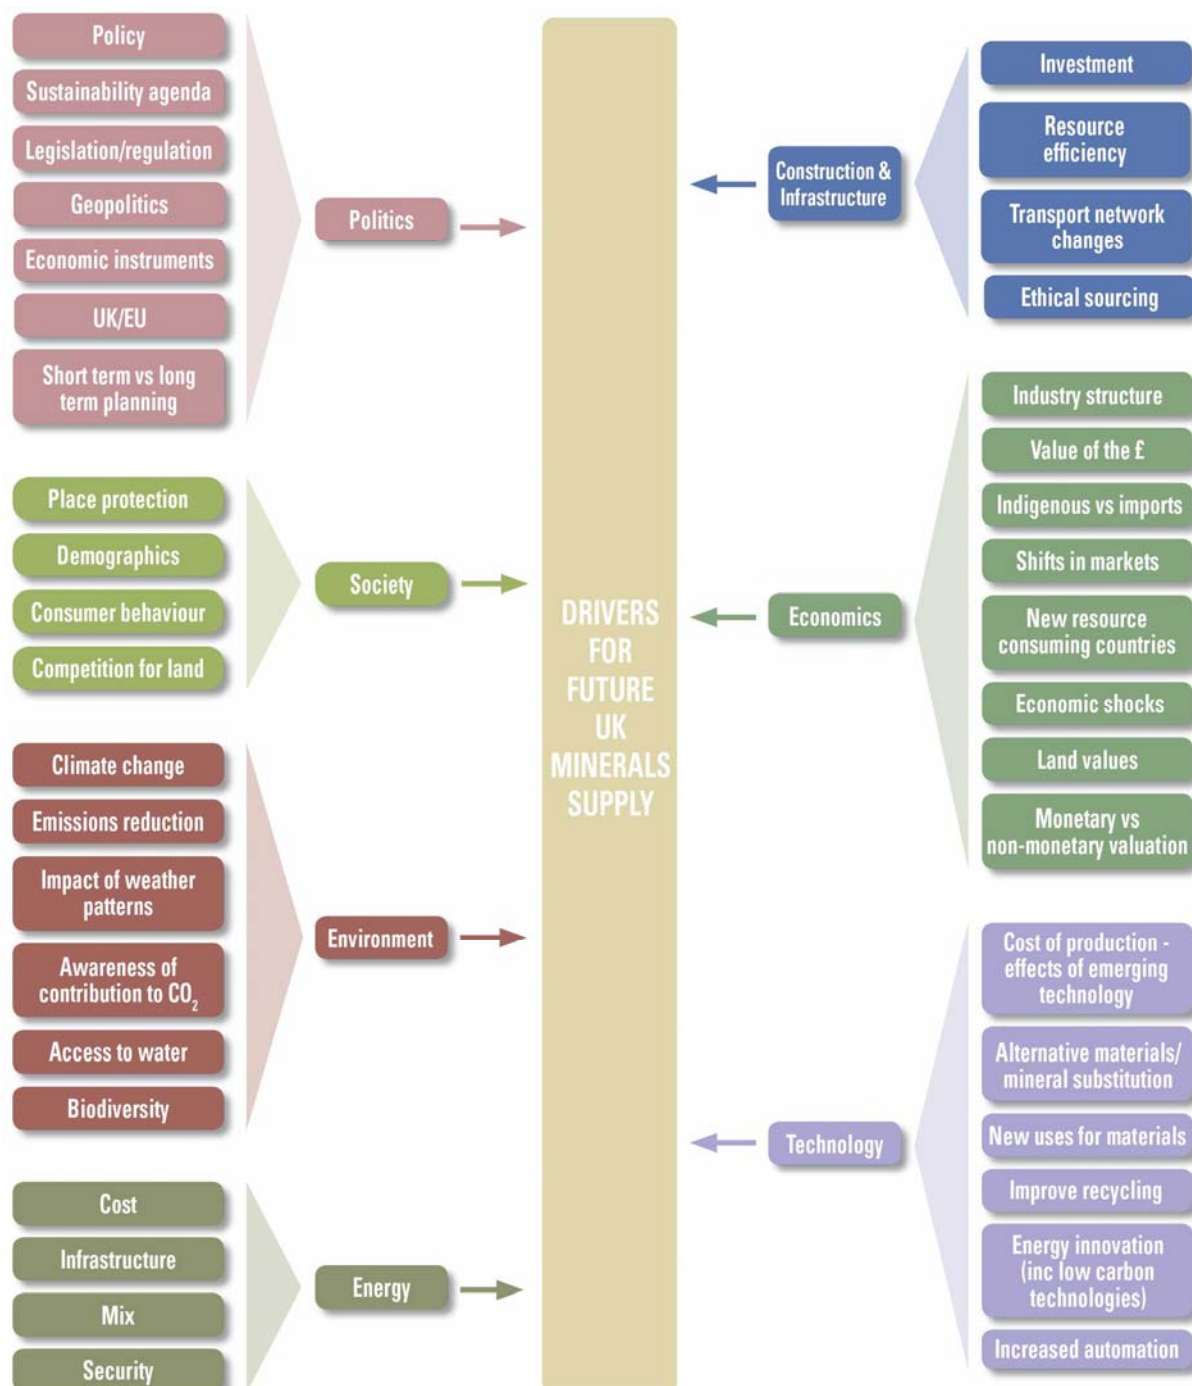 Policy
Sustainability agenda
Legislation/regulation
Geopolitics
Economic instruments
UK/EU
Short term vs long
term planning
Politics
Place protection
Demographics
Consumer behaviour
Competition for land
Society
Climate change
Emissions reduction
Impact of weather
patterns
Awareness of
contribution to CO₂
Access to water
Biodiversity
Environment
Cost
Infrastructure
Mix
Security
Energy
DRIVERS
FOR
FUTURE
UK
MINERALS
SUPPLY
Construction &
Infrastructure
Investment
Resource
efficiency
Transport network
changes
Ethical sourcing
Economics
Industry structure
Value of the £
Indigenous vs imports
Shifts in markets
New resource
consuming countries
Economic shocks
Land values
Monetary vs
non-monetary valuation
Technology
Cost of production -
effects of emerging
technology
Alternative materials/
mineral substitution
New uses for materials
Improve recycling
Energy innovation
(inc low carbon
technologies)
Increased automation